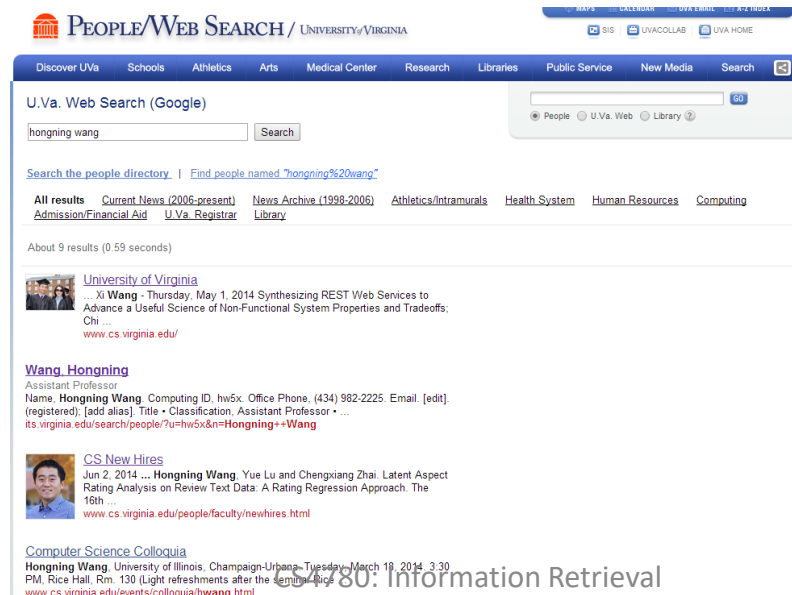 MAPS CALENDAR UVA EMAIL A-Z INDEX
PEOPLE/WEB SEARCH / UNIVERSITY of VIRGINIA
SIS UVACOLLAB UVA HOME
Discover UVa Schools Athletics Arts Medical Center Research Libraries Public Service New Media Search
U.Va. Web Search (Google)
GO
People U.Va. Web Library ?
hongning wang Search
Search the people directory | Find people named "hongning%20wang"
All results Current News (2006-present) News Archive (1998-2006) Athletics/Intramurals Health System Human Resources Computing
Admission/Financial Aid U.Va. Registrar Library
About 9 results (0.59 seconds)
University of Virginia
... Xi Wang - Thursday, May 1, 2014 Synthesizing REST Web Services to
Advance a Useful Science of Non-Functional System Properties and Tradeoffs;
Chi ...
www.cs.virginia.edu/
Wang, Hongning
Assistant Professor
Name, Hongning Wang. Computing ID, hw5x. Office Phone, (434) 982-2225. Email. [edit].
(registered); [add alias]. Title • Classification, Assistant Professor • ...
its.virginia.edu/search/people/?u=hw5x&n=Hongning++Wang
CS New Hires
Jun 2, 2014 ... Hongning Wang, Yue Lu and Chengxiang Zhai. Latent Aspect
Rating Analysis on Review Text Data: A Rating Regression Approach. The
16th ...
www.cs.virginia.edu/people/faculty/newhires.html
Computer Science Colloquia
Hongning Wang, University of Illinois, Champaign-Urbana. Tuesday, March 18, 2014. 3:30
PM, Rice Hall, Rm. 130 (Light refreshments after the seminar Rice
www.cs.virginia.edu/events/colloquia/hwang.html
CS4780: Information Retrieval